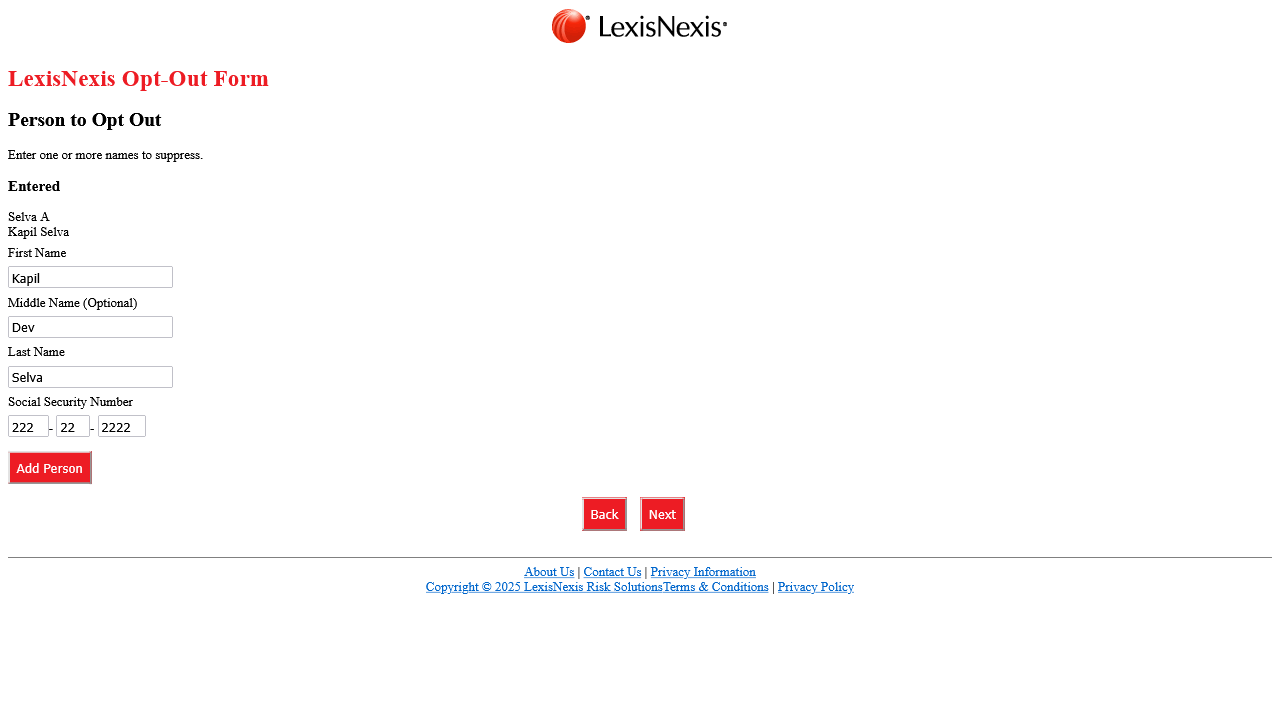 LexisNexis®
LexisNexis Opt-Out Form
Person to Opt Out
Enter one or more names to suppress.
Entered
Selva A
Kapil Selva
First Name
Kapil
Middle Name (Optional)
Dev
Last Name
Selva
Social Security Number
222 - 22 - 2222
Add Person
Back Next
About Us | Contact Us | Privacy Information
Copyright © 2025 LexisNexis Risk SolutionsTerms & Conditions | Privacy Policy